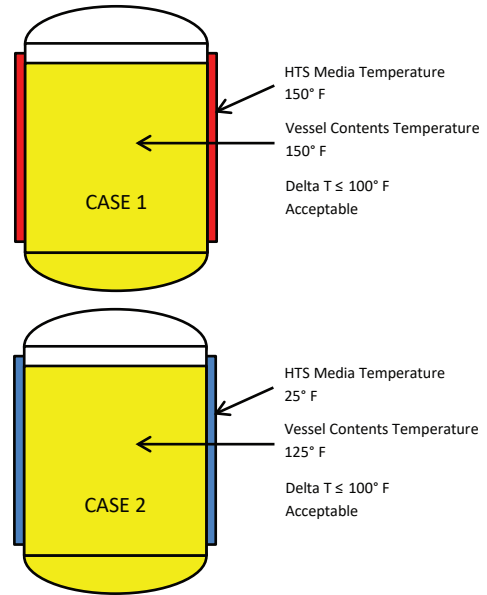 HTS Media Temperature
150° F
Vessel Contents Temperature
150° F
CASE 1
Delta T ≤ 100° F
Acceptable
HTS Media Temperature
25° F
Vessel Contents Temperature
125° F
CASE 2
Delta T ≤ 100° F
Acceptable